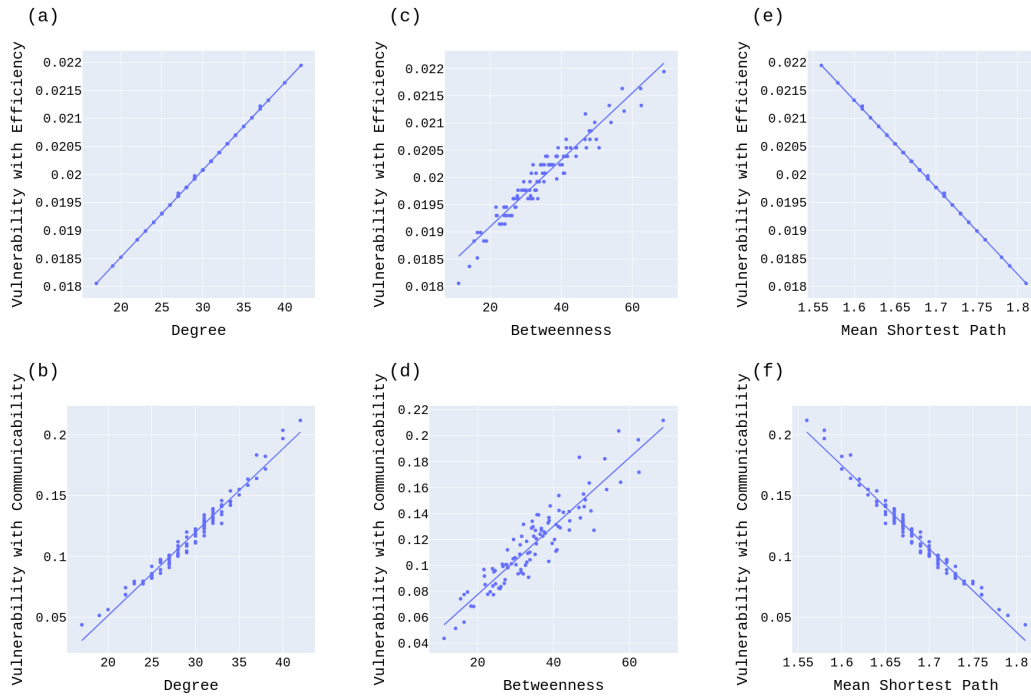 (a)
Vulnerability with Efficiency
0.022
0.0215
0.021
0.0205
0.02
0.0195
0.019
0.0185
0.018
20 25 30 35 40
Degree
(c)
Vulnerability with Efficiency
0.022
0.0215
0.021
0.0205
0.02
0.0195
0.019
0.0185
0.018
20 40 60
Betweenness
(e)
Vulnerability with Efficiency
0.022
0.0215
0.021
0.0205
0.02
0.0195
0.019
0.0185
0.018
1.55 1.6 1.65 1.7 1.75 1.8
Mean Shortest Path
(b)
Vulnerability with Communicability
0.2
0.15
0.1
0.05
20 25 30 35 40
Degree
(d)
Vulnerability with Communicability
0.22
0.2
0.18
0.16
0.14
0.12
0.1
0.08
0.06
0.04
20 40 60
Betweenness
(f)
Vulnerability with Communicability
0.2
0.15
0.1
0.05
1.55 1.6 1.65 1.7 1.75 1.8
Mean Shortest Path